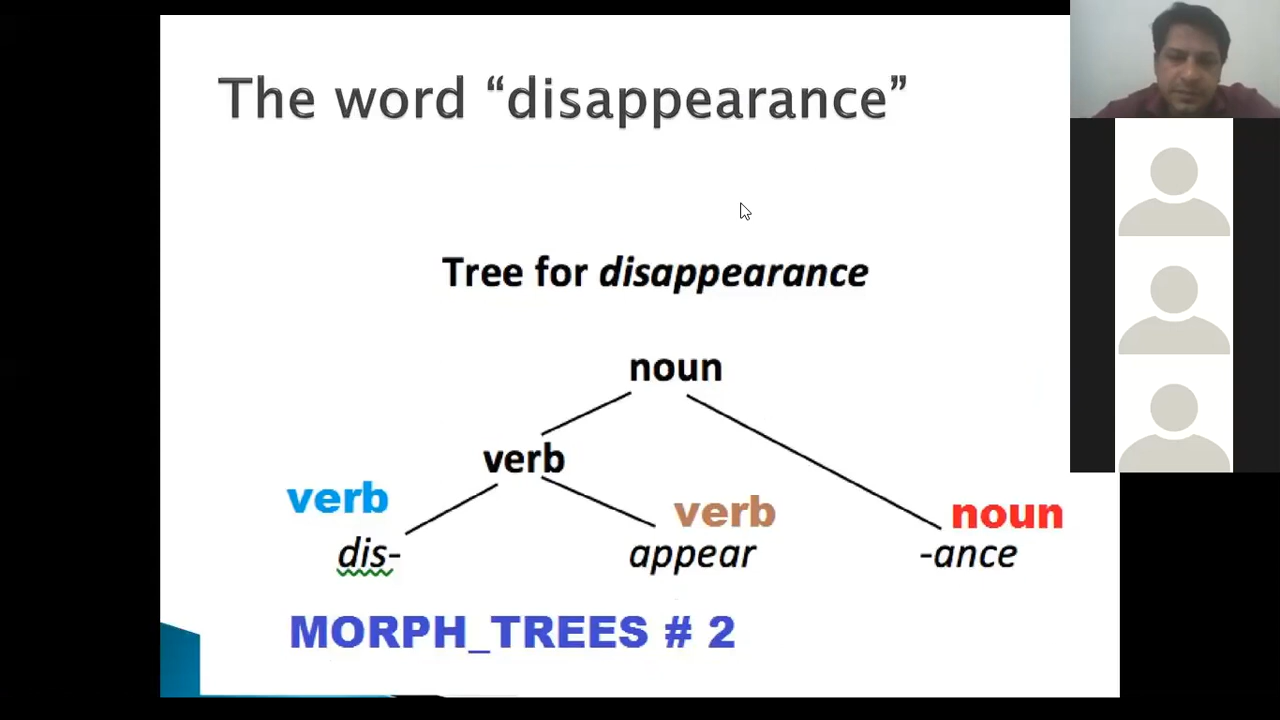 The word “disappearance”
Tree for disappearance
noun
verb
verb verb noun
dis- appear -ance
MORPH_TREES # 2